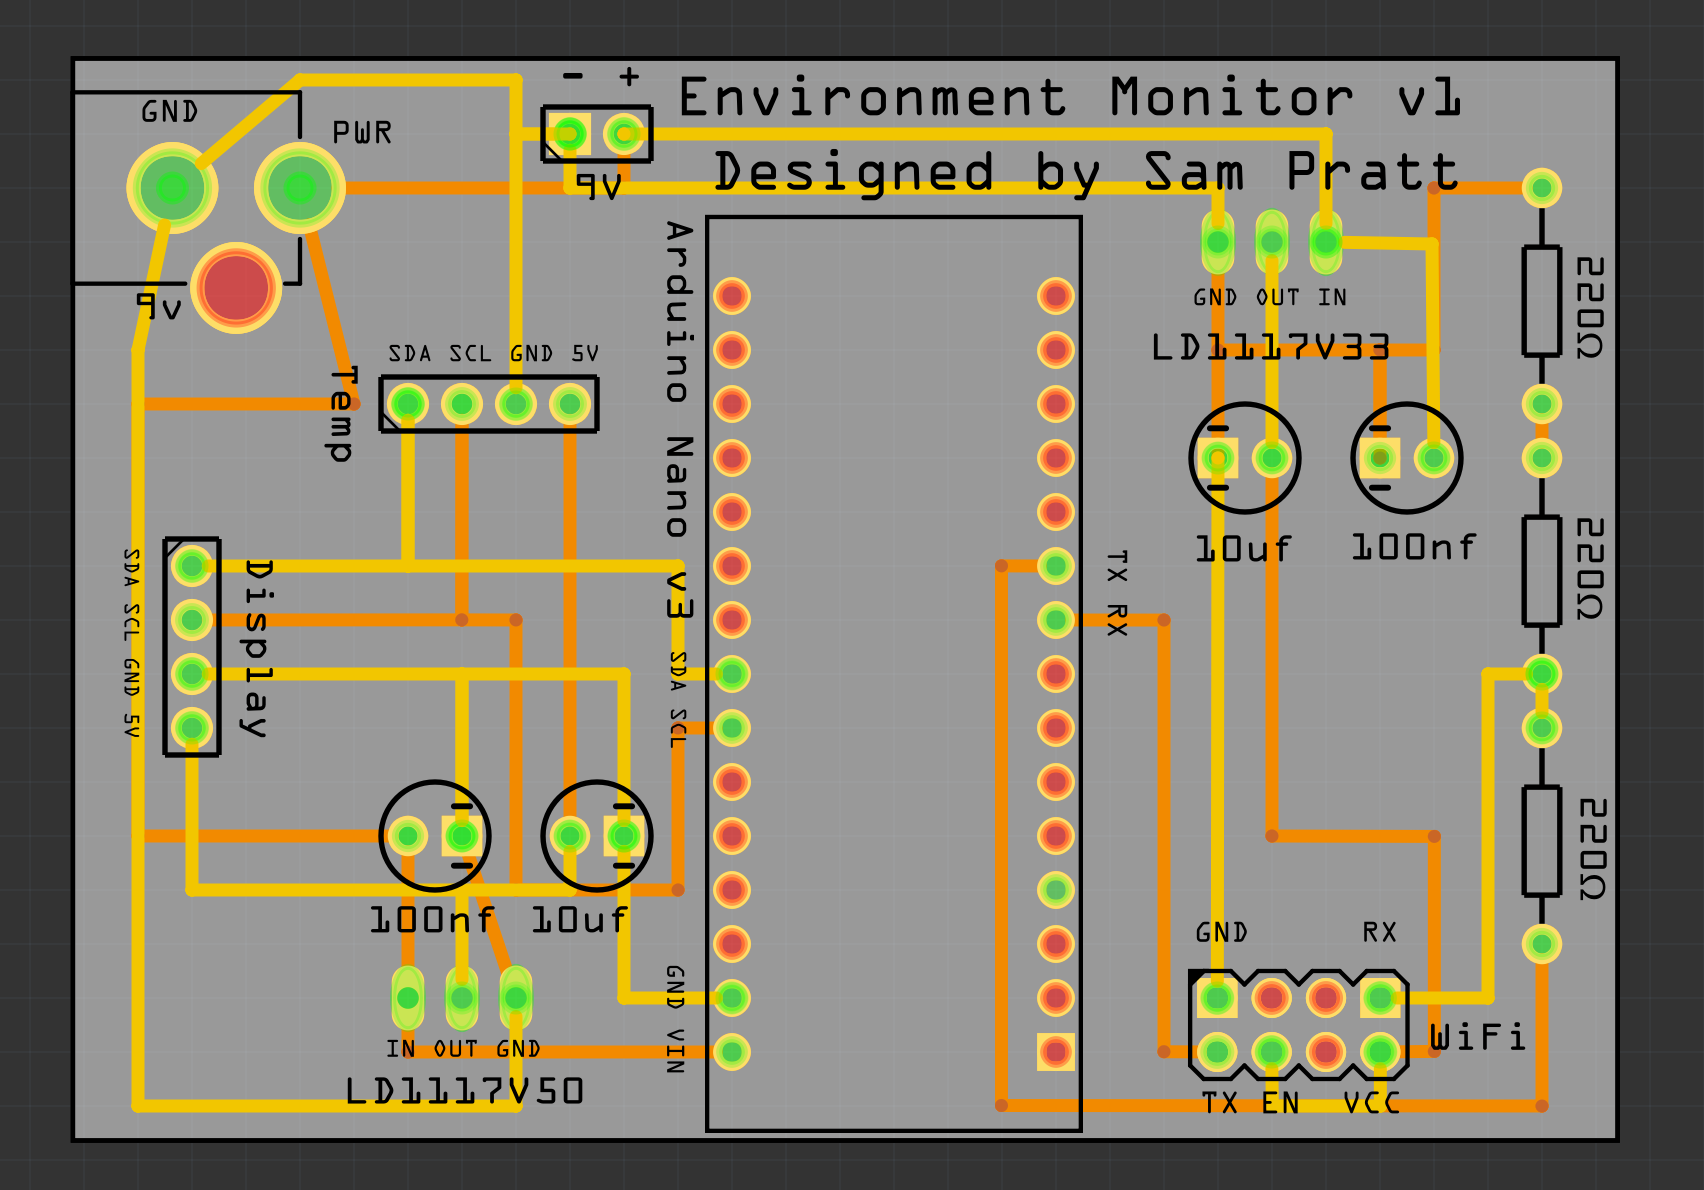 - +
Environment Monitor v1
GND
PWR
Designed by Sam Pratt
9V
9v
Arduino Nano v3
220Ω
GND OUT IN
LD1117V33
SDA SCL GND 5V
Temp
10uf
100nf
220Ω
TX RX
SDA SCL GND 5V
Display
SDA SCL
220Ω
100nf
10uf
GND
RX
GND VIN
WiFi
IN OUT GND
LD1117V50
TX EN VCC